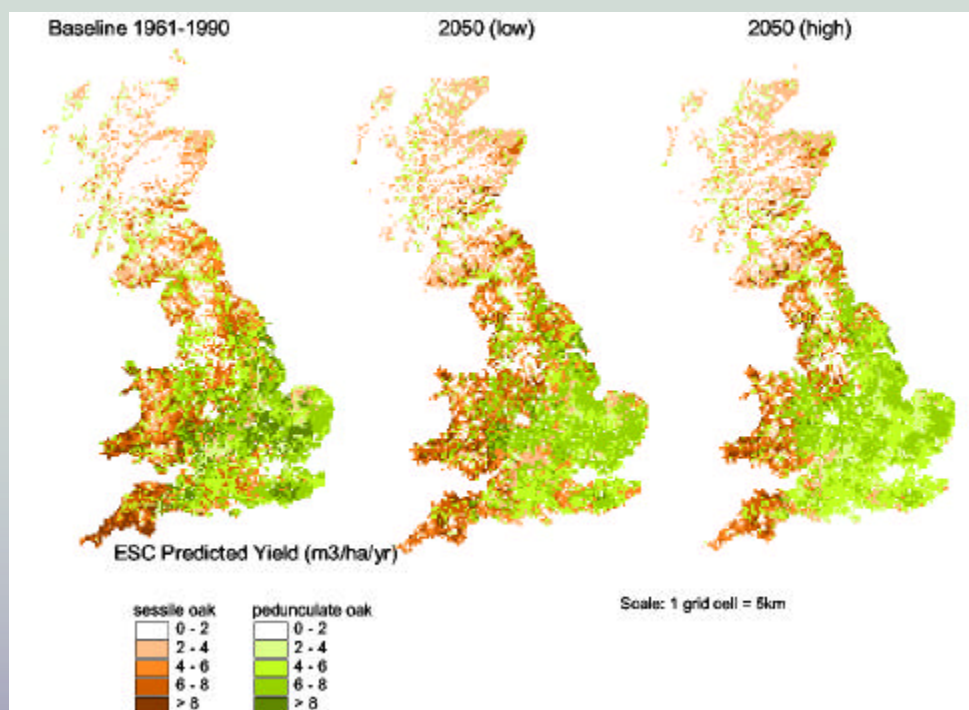 Baseline 1961-1990 2050 (low) 2050 (high)
ESC Predicted Yield (m3/ha/yr)
sessile oak pedunculate oak
0 - 2 0 - 2
2 - 4 2 - 4
4 - 6 4 - 6
6 - 8 6 - 8
> 8 > 8
Scale: 1 grid cell = 5km